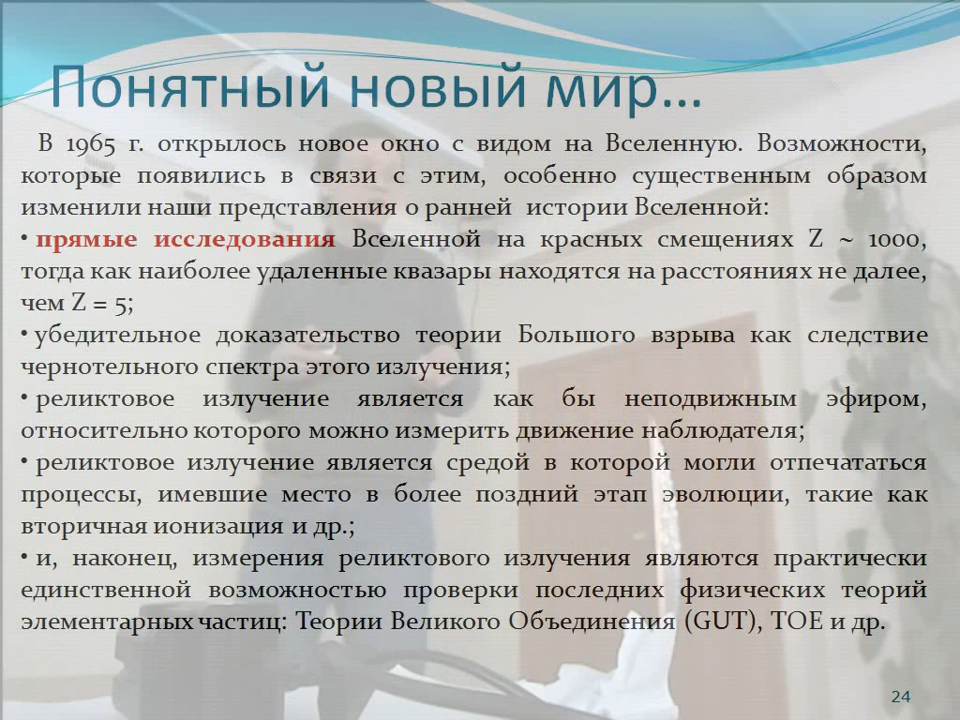 Понятный новый мир...
В 1965 г. открылось новое окно с видом на Вселенную. Возможности,
которые появились в связи с этим, особенно существенным образом
изменили наши представления о ранней истории Вселенной:
• прямые исследования Вселенной на красных смещениях Z ~ 1000,
тогда как наиболее удаленные квазары находятся на расстояниях не далее,
чем Z = 5;
• убедительное доказательство теории Большого взрыва как следствие
чернотельного спектра этого излучения;
• реликтовое излучение является как бы неподвижным эфиром,
относительно которого можно измерить движение наблюдателя;
• реликтовое излучение является средой в которой могли отпечататься
процессы, имевшие место в более поздний этап эволюции, такие как
вторичная ионизация и др.;
• и, наконец, измерения реликтового излучения являются практически
единственной возможностью проверки последних физических теорий
элементарных частиц: Теории Великого Объединения (GUT), TOE и др.
24